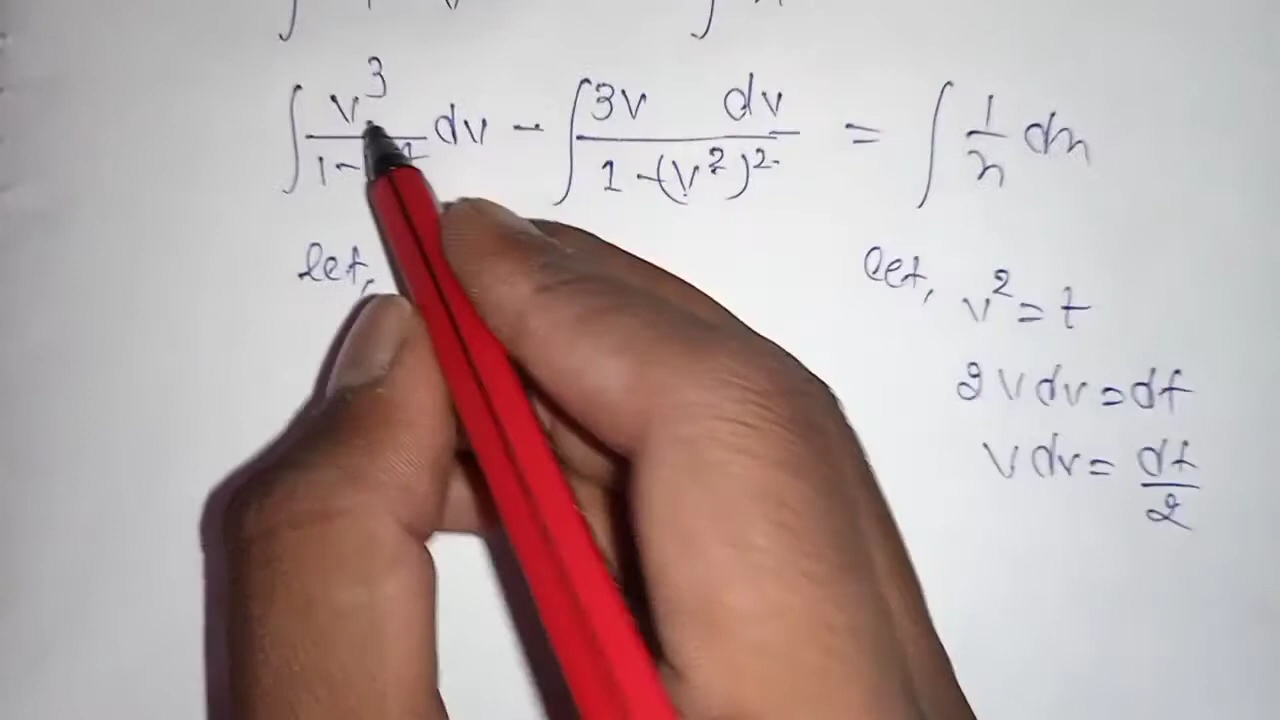 ∫ v³/(1-v⁴) dv - ∫ 3v dv/(1-(v²)²) = ∫ 1/x dx
let,
let, v² = t
2v dv = dt
v dv = dt/2